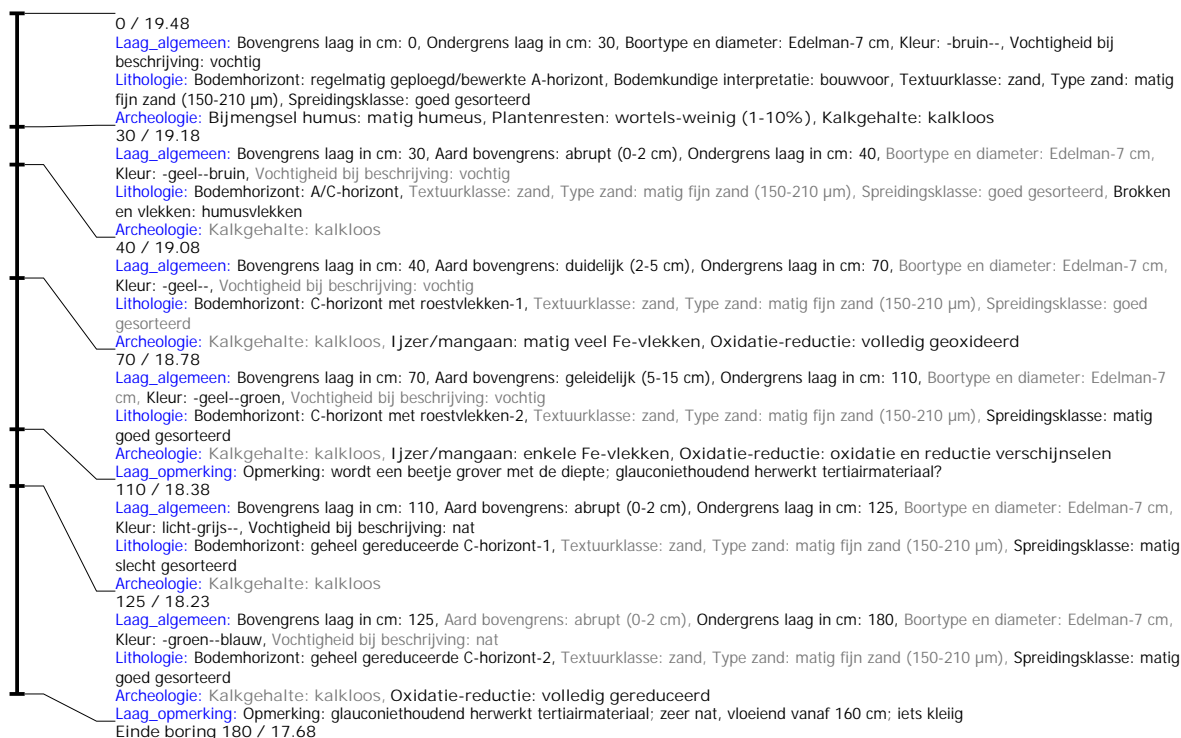 0 / 19.48
Laag_algemeen: Bovengrens laag in cm: 0, Ondergrens laag in cm: 30, Boortype en diameter: Edelman-7 cm, Kleur: -bruin--, Vochtigheid bij
beschrijving: vochtig
Lithologie: Bodemhorizont: regelmatig geploegd/bewerkte A-horizont, Bodemkundige interpretatie: bouwvoor, Textuurklasse: zand, Type zand: matig
fijn zand (150-210 µm), Spreidingsklasse: goed gesorteerd
Archeologie: Bijmengsel humus: matig humeus, Plantenresten: wortels-weinig (1-10%), Kalkgehalte: kalkloos
30 / 19.18
Laag_algemeen: Bovengrens laag in cm: 30, Aard bovengrens: abrupt (0-2 cm), Ondergrens laag in cm: 40, Boortype en diameter: Edelman-7 cm,
Kleur: -geel--bruin, Vochtigheid bij beschrijving: vochtig
Lithologie: Bodemhorizont: A/C-horizont, Textuurklasse: zand, Type zand: matig fijn zand (150-210 µm), Spreidingsklasse: goed gesorteerd, Brokken
en vlekken: humusvlekken
Archeologie: Kalkgehalte: kalkloos
40 / 19.08
Laag_algemeen: Bovengrens laag in cm: 40, Aard bovengrens: duidelijk (2-5 cm), Ondergrens laag in cm: 70, Boortype en diameter: Edelman-7 cm,
Kleur: -geel--, Vochtigheid bij beschrijving: vochtig
Lithologie: Bodemhorizont: C-horizont met roestvlekken-1, Textuurklasse: zand, Type zand: matig fijn zand (150-210 µm), Spreidingsklasse: goed
gesorteerd
Archeologie: Kalkgehalte: kalkloos, Ijzer/mangaan: matig veel Fe-vlekken, Oxidatie-reductie: volledig geoxideerd
70 / 18.78
Laag_algemeen: Bovengrens laag in cm: 70, Aard bovengrens: geleidelijk (5-15 cm), Ondergrens laag in cm: 110, Boortype en diameter: Edelman-7
cm, Kleur: -geel--groen, Vochtigheid bij beschrijving: vochtig
Lithologie: Bodemhorizont: C-horizont met roestvlekken-2, Textuurklasse: zand, Type zand: matig fijn zand (150-210 µm), Spreidingsklasse: matig
goed gesorteerd
Archeologie: Kalkgehalte: kalkloos, Ijzer/mangaan: enkele Fe-vlekken, Oxidatie-reductie: oxidatie en reductie verschijnselen
Laag_opmerking: Opmerking: wordt een beetje grover met de diepte; glauconiethoudend herwerkt tertiairmateriaal?
110 / 18.38
Laag_algemeen: Bovengrens laag in cm: 110, Aard bovengrens: abrupt (0-2 cm), Ondergrens laag in cm: 125, Boortype en diameter: Edelman-7 cm,
Kleur: licht-grijs--, Vochtigheid bij beschrijving: nat
Lithologie: Bodemhorizont: geheel gereduceerde C-horizont-1, Textuurklasse: zand, Type zand: matig fijn zand (150-210 µm), Spreidingsklasse: matig
slecht gesorteerd
Archeologie: Kalkgehalte: kalkloos
125 / 18.23
Laag_algemeen: Bovengrens laag in cm: 125, Aard bovengrens: abrupt (0-2 cm), Ondergrens laag in cm: 180, Boortype en diameter: Edelman-7 cm,
Kleur: -groen--blauw, Vochtigheid bij beschrijving: nat
Lithologie: Bodemhorizont: geheel gereduceerde C-horizont-2, Textuurklasse: zand, Type zand: matig fijn zand (150-210 µm), Spreidingsklasse: matig
goed gesorteerd
Archeologie: Kalkgehalte: kalkloos, Oxidatie-reductie: volledig gereduceerd
Laag_opmerking: Opmerking: glauconiethoudend herwerkt tertiairmateriaal; zeer nat, vloeiend vanaf 160 cm; iets kleiig
Einde boring 180 / 17.68